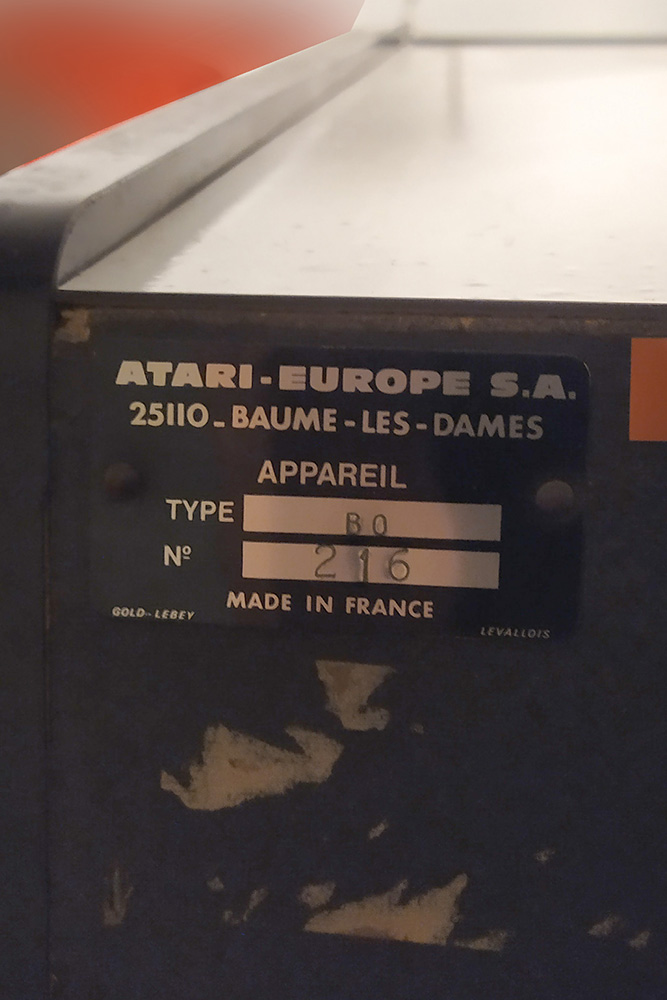 ATARI-EUROPE S.A.
25110-BAUME-LES-DAMES
APPAREIL
TYPE BO
Nº 216
MADE IN FRANCE
GOLD-LEBEY
LEVALLOIS